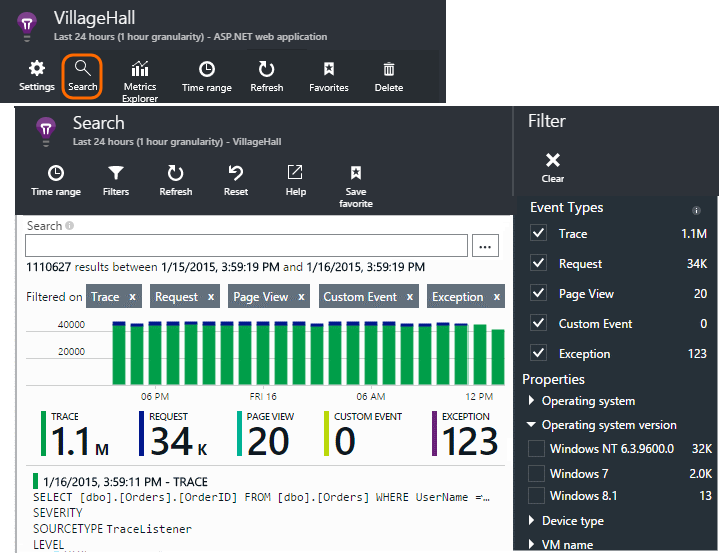 VillageHall
Last 24 hours (1 hour granularity) - ASP.NET web application
Settings
Search
Metrics Explorer
Time range
Refresh
Favorites
Delete
Search
Last 24 hours (1 hour granularity) - VillageHall
Time range
Filters
Refresh
Reset
Help
Save favorite
Search
...
1110627 results between 1/15/2015, 3:59:19 PM and 1/16/2015, 3:59:19 PM
Filtered on Trace x Request x Page View x Custom Event x Exception x
40000
20000
06 PM FRI 16 06 AM 12 PM
TRACE
1.1 M
REQUEST
34 K
PAGE VIEW
20
CUSTOM EVENT
0
EXCEPTION
123
1/16/2015, 3:59:11 PM - TRACE
SELECT [dbo].[Orders].[OrderID] FROM [dbo].[Orders] WHERE UserName =…
SEVERITY
SOURCETYPE TraceListener
LEVEL
Filter
Clear
Event Types
Trace 1.1M
Request 34K
Page View 20
Custom Event 0
Exception 123
Properties
Operating system
Operating system version
Windows NT 6.3.9600.0 32K
Windows 7 2.0K
Windows 8.1 13
Device type
VM name